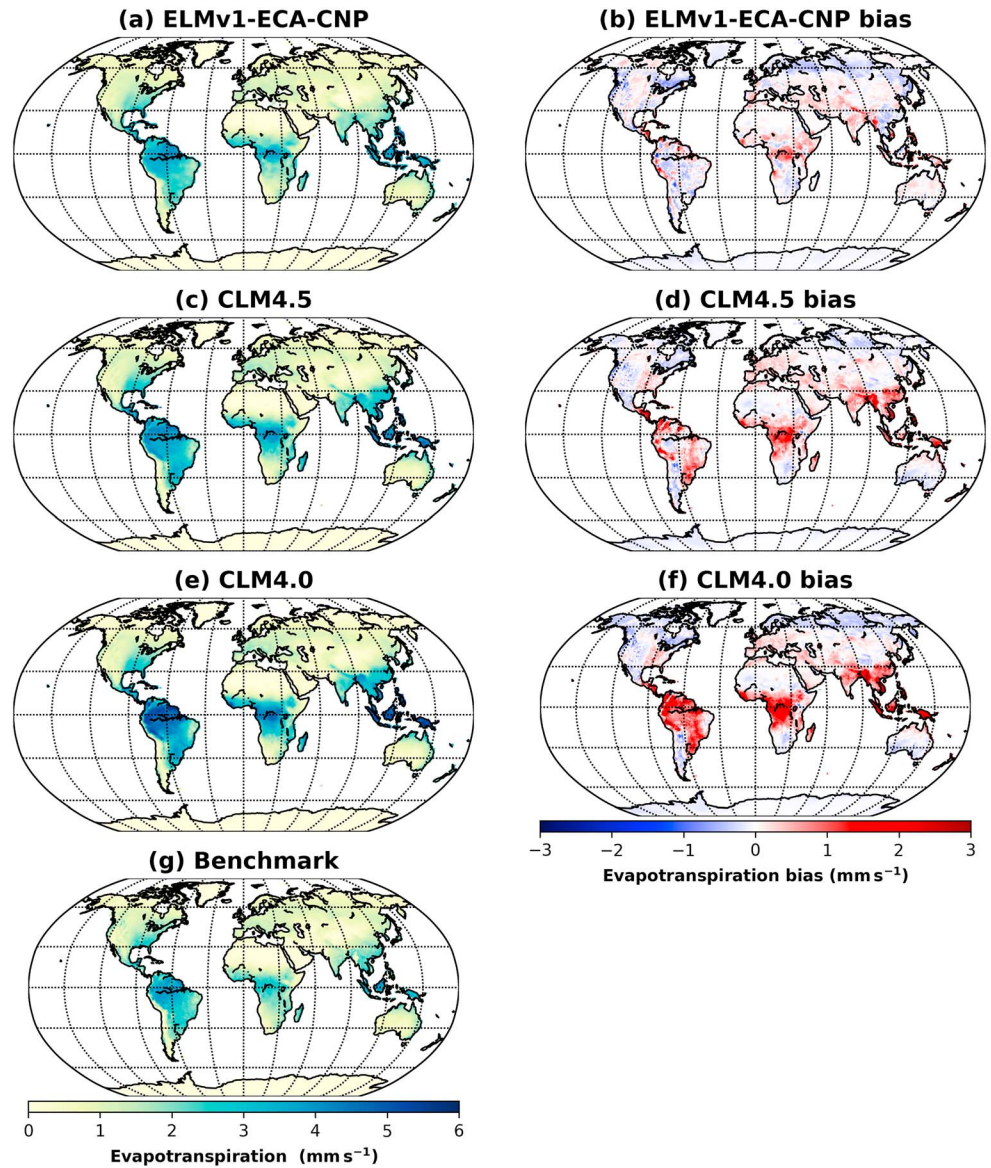 (a) ELMv1-ECA-CNP
(b) ELMv1-ECA-CNP bias
(c) CLM4.5
(d) CLM4.5 bias
(e) CLM4.0
(f) CLM4.0 bias
−3 −2 −1 0 1 2 3
Evapotranspiration bias (mm s⁻¹)
(g) Benchmark
0 1 2 3 4 5 6
Evapotranspiration (mm s⁻¹)